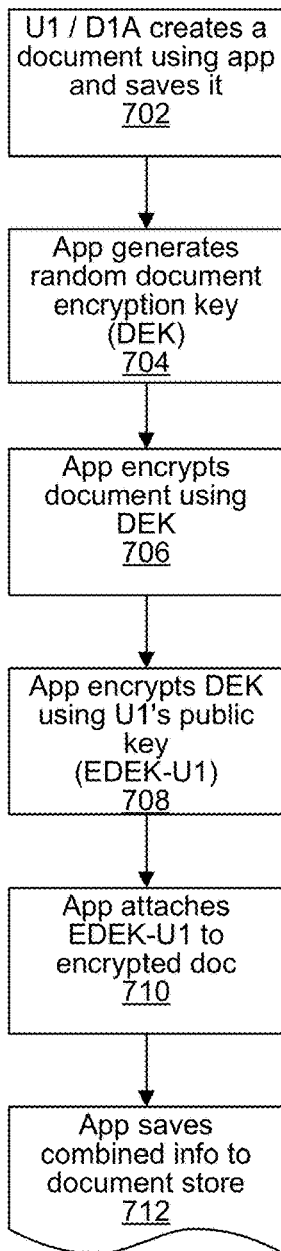 U1 / D1A creates a
document using app
and saves it
702
App generates
random document
encryption key
(DEK)
704
App encrypts
document using
DEK
706
App encrypts DEK
using U1's public
key
(EDEK-U1)
708
App attaches
EDEK-U1 to
encrypted doc
710
App saves
combined info to
document store
712